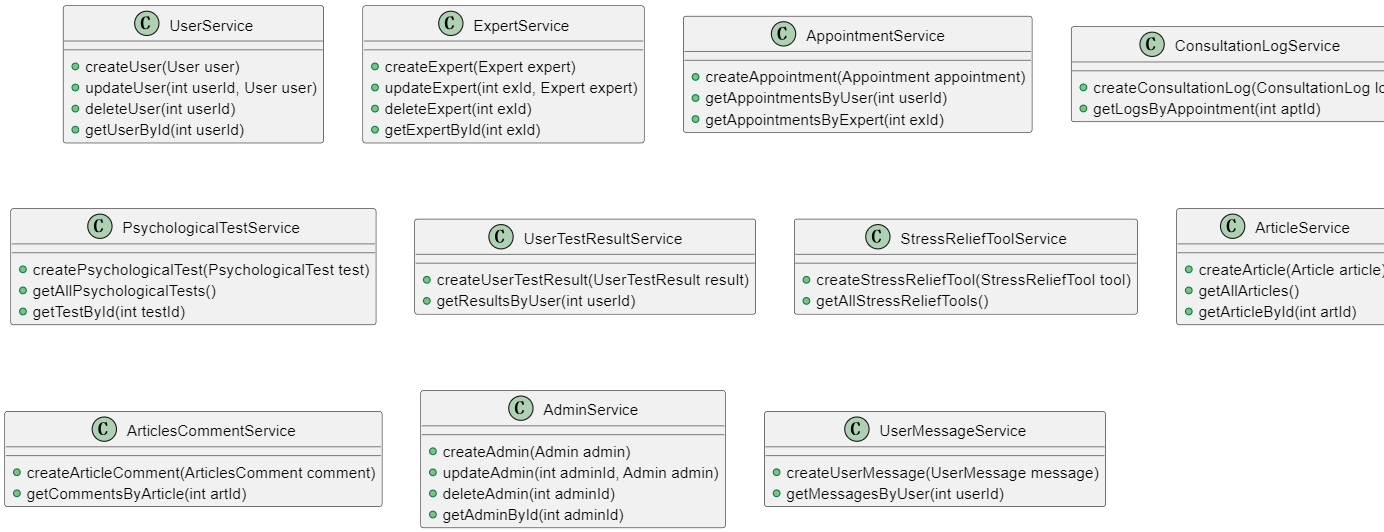 C UserService
createUser(User user)
updateUser(int userId, User user)
deleteUser(int userId)
getUserById(int userId)
C ExpertService
createExpert(Expert expert)
updateExpert(int exId, Expert expert)
deleteExpert(int exId)
getExpertById(int exId)
C AppointmentService
createAppointment(Appointment appointment)
getAppointmentsByUser(int userId)
getAppointmentsByExpert(int exId)
C ConsultationLogService
createConsultationLog(ConsultationLog
getLogsByAppointment(int aptId)
C PsychologicalTestService
createPsychologicalTest(PsychologicalTest test)
getAllPsychologicalTests()
getTestById(int testId)
C UserTestResultService
createUserTestResult(UserTestResult result)
getResultsByUser(int userId)
C StressReliefToolService
createStressReliefTool(StressReliefTool tool)
getAllStressReliefTools()
C ArticleService
createArticle(Article article)
getAllArticles()
getArticleById(int artId)
C ArticlesCommentService
createArticleComment(ArticlesComment comment)
getCommentsByArticle(int artId)
C AdminService
createAdmin(Admin admin)
updateAdmin(int adminId, Admin admin)
deleteAdmin(int adminId)
getAdminById(int adminId)
C UserMessageService
createUserMessage(UserMessage message)
getMessagesByUser(int userId)